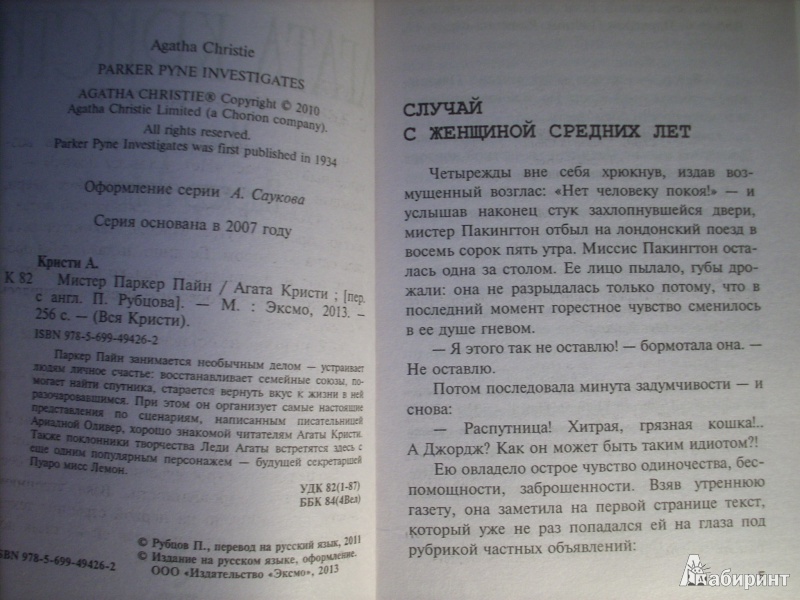 Agatha Christie
PARKER PYNE INVESTIGATES
AGATHA CHRISTIE® Copyright © 2010
Agatha Christie Limited (a Chorion company).
All rights reserved.
Parker Pyne Investigates was first published in 1934
Оформление серии А. Саукова
Серия основана в 2007 году
Кристи А.
К 82 Мистер Паркер Пайн / Агата Кристи ; [пер.
с англ. П. Рубцова]. — М. : Эксмо, 2013. –
256 с. — (Вся Кристи).
ISBN 978-5-699-49426-2
Паркер Пайн занимается необычным делом — устраивает
людям личное счастье: восстанавливает семейные союзы, по-
могает найти спутника, старается вернуть вкус к жизни в ней
разочаровавшимся. При этом он организует самые настоящие
представления по сценариям, написанным писательницей
Ариадной Оливер, хорошо знакомой читателям Агаты Кристи.
Также поклонники творчества Леди Агаты встретятся здесь с
еще одним популярным персонажем — будущей секретаршей
Пуаро мисс Лемон.
УДК 82(1-87)
ББК 84(4Вел)
© Рубцов П., перевод на русский язык, 2011
© Издание на русском языке, оформление.
ООО «Издательство «Эксмо», 2013
ISBN 978-5-699-49426-2
СЛУЧАЙ
С ЖЕНЩИНОЙ СРЕДНИХ ЛЕТ
Четырежды вне себя хрюкнув, издав воз-
мущенный возглас: «Нет человеку покоя!» — и
услышав наконец стук захлопнувшейся двери,
мистер Пакингтон отбыл на лондонский поезд в
восемь сорок пять утра. Миссис Пакингтон оста-
лась одна за столом. Ее лицо пылало, губы дро-
жали: она не разрыдалась только потому, что в
последний момент горестное чувство сменилось
в ее душе гневом.
— Я этого так не оставлю! — бормотала она. —
Не оставлю.
Потом последовала минута задумчивости — и
снова:
— Распутница! Хитрая, грязная кошка!..
А Джордж? Как он может быть таким идиотом?!
Ею овладело острое чувство одиночества, бес-
помощности, заброшенности. Взяв утреннюю
газету, она заметила на первой странице текст,
который уже не раз попадался ей на глаза под
рубрикой частных объявлений:
5
Лабиринт